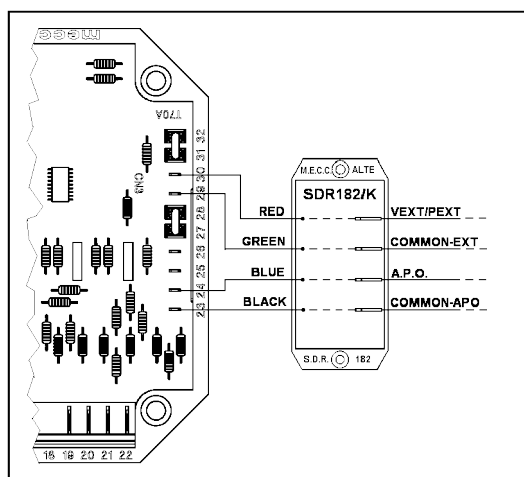 mecc
T70A
32
31
30
29
28
27
26
25
24
23
CN3
18 19 20 21 22
M.E.C.C. ALTE
SDR182/K
RED VEXT/PEXT
GREEN COMMON-EXT
BLUE A.P.O.
BLACK COMMON-APO
S.D.R. 182